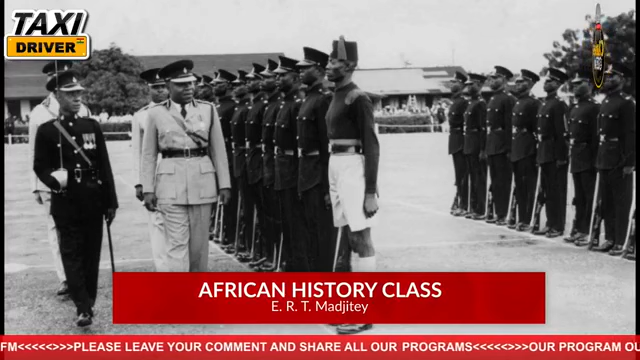 TAXI
DRIVER
AFRICAN HISTORY CLASS
E. R. T. Madjitey
FM<<<<<>>>PLEASE LEAVE YOUR COMMENT AND SHARE ALL OUR PROGRAMS<<<<<>>>OUR PROGRAM OU